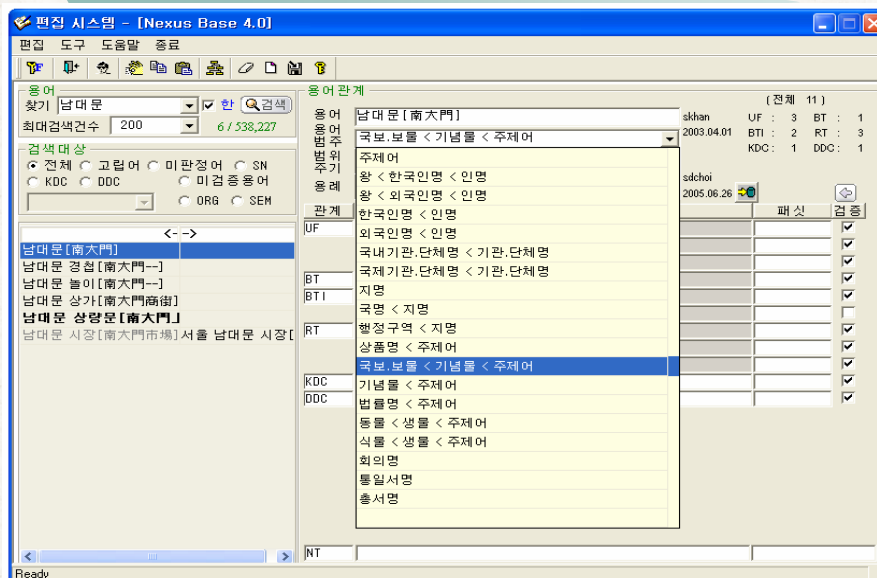 편집 시스템 - [Nexus Base 4.0]
편집 도구 도움말 종료
용어
찾기 남대문 한 검색
최대검색건수 200 6 / 538,227
검색대상
전체 고립어 미판정어 SN
KDC DDC 미검증용어
ORG SEM
<- ->
남대문[南大門]
남대문 경첩[南大門--]
남대문 놀이[南大門--]
남대문 상가[南大門商街]
남대문 상량문[南大門
남대문 시장[南大門市場] 서울 남대문 시장[
용어관계
(전체 11)
용어 남대문[南大門] skhan UF : 3 BT : 1
용어범주 국보.보물 < 기념물 < 주제어 2003.04.01 BTI : 2 RT : 3
KDC : 1 DDC : 1
범위주기
용례
sdchoi
2005.06.26
관계 패싯 검증
UF
BT
BTI
RT
KDC
DDC
NT
주제어
왕 < 한국인명 < 인명
왕 < 외국인명 < 인명
한국인명 < 인명
외국인명 < 인명
국내기관.단체명 < 기관.단체명
국제기관.단체명 < 기관.단체명
지명
국명 < 지명
행정구역 < 지명
상품명 < 주제어
국보.보물 < 기념물 < 주제어
기념물 < 주제어
법률명 < 주제어
동물 < 생물 < 주제어
식물 < 생물 < 주제어
회의명
통일서명
총서명
Ready